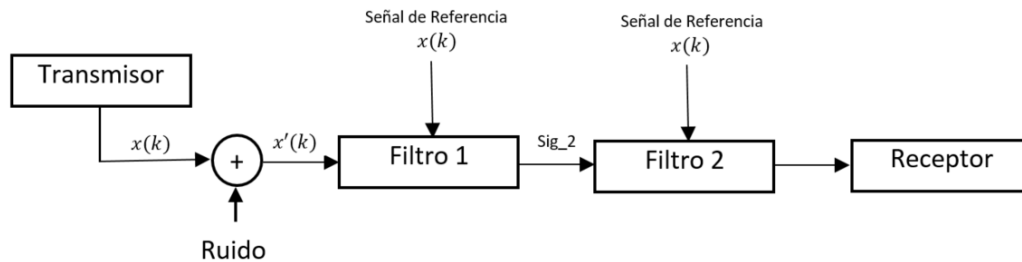 Señal de Referencia
x(k)
Señal de Referencia
x(k)
Transmisor
x(k)
+
x′(k)
Filtro 1
Sig_2
Filtro 2
Receptor
Ruido